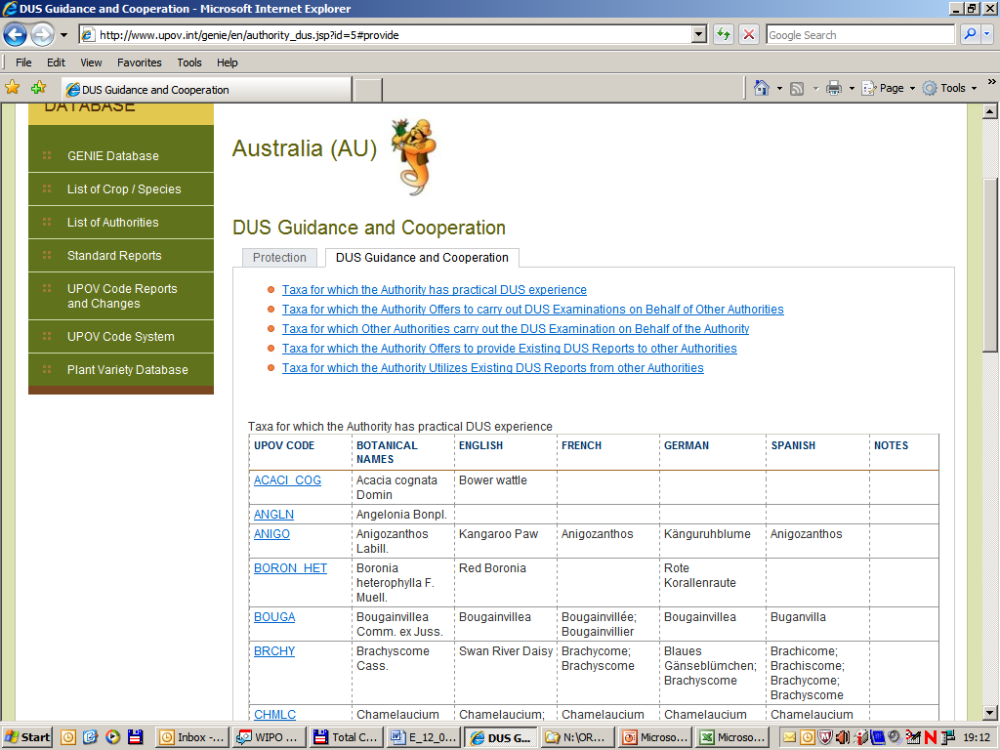 DUS Guidance and Cooperation - Microsoft Internet Explorer
http://www.upov.int/genie/en/authority_dus.jsp?id=5#provide
Google Search
File Edit View Favorites Tools Help
DUS Guidance and Cooperation
Page Tools »
DATABASE
GENIE Database
List of Crop / Species
List of Authorities
Standard Reports
UPOV Code Reports
and Changes
UPOV Code System
Plant Variety Database
Australia (AU)
DUS Guidance and Cooperation
Protection DUS Guidance and Cooperation
Taxa for which the Authority has practical DUS experience
Taxa for which the Authority Offers to carry out DUS Examinations on Behalf of Other Authorities
Taxa for which Other Authorities carry out the DUS Examination on Behalf of the Authority
Taxa for which the Authority Offers to provide Existing DUS Reports to other Authorities
Taxa for which the Authority Utilizes Existing DUS Reports from other Authorities
Taxa for which the Authority has practical DUS experience
UPOV CODE BOTANICAL ENGLISH FRENCH GERMAN SPANISH NOTES
NAMES
ACACI_COG Acacia cognata Bower wattle
Domin
ANGLN Angelonia Bonpl.
ANIGO Anigozanthos Kangaroo Paw Anigozanthos Känguruhblume Anigozanthos
Labill.
BORON_HET Boronia Red Boronia Rote
heterophylla F. Korallenraute
Muell.
BOUGA Bougainvillea Bougainvillea Bougainvillée; Bougainvillea Buganvilla
Comm. ex Juss. Bougainvillier
BRCHY Brachyscome Swan River Daisy Brachycome; Blaues Brachicome;
Cass. Brachyscome Gänseblümchen; Brachiscome;
Brachyscome Brachycome;
Brachyscome
CHMLC Chamelaucium Chamelaucium; Chamelaucium Chamelaucium Chamelaucium
Start Inbox -... WIPO ... Total C... E_12_0... DUS G... N:\OR... Microso... Microso... 19:12